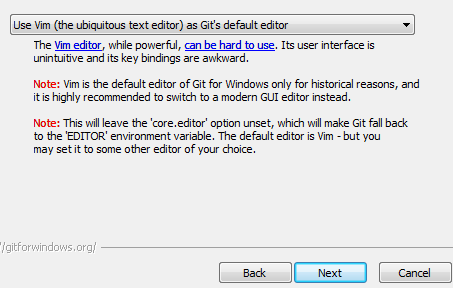 Use Vim (the ubiquitous text editor) as Git's default editor
The Vim editor, while powerful, can be hard to use. Its user interface is
unintuitive and its key bindings are awkward.
Note: Vim is the default editor of Git for Windows only for historical reasons, and
it is highly recommended to switch to a modern GUI editor instead.
Note: This will leave the 'core.editor' option unset, which will make Git fall back
to the 'EDITOR' environment variable. The default editor is Vim - but you
may set it to some other editor of your choice.
//gitforwindows.org/
Back
Next
Cancel